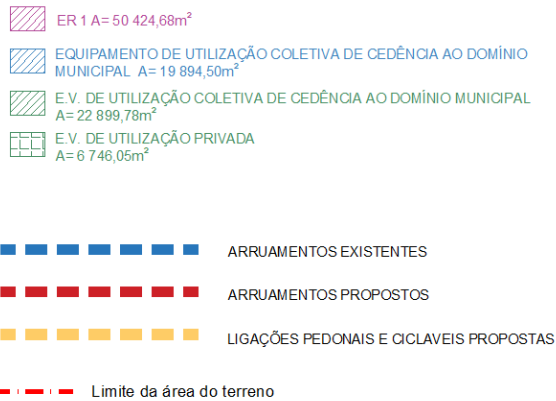 ER 1 A= 50 424,68m²
EQUIPAMENTO DE UTILIZAÇÃO COLETIVA DE CEDÊNCIA AO DOMÍNIO
MUNICIPAL A= 19 894,50m²
E.V. DE UTILIZAÇÃO COLETIVA DE CEDÊNCIA AO DOMÍNIO MUNICIPAL
A= 22 899,78m²
E.V. DE UTILIZAÇÃO PRIVADA
A= 6 746,05m²
ARRUAMENTOS EXISTENTES
ARRUAMENTOS PROPOSTOS
LIGAÇÕES PEDONAIS E CICLAVEIS PROPOSTAS
Limite da área do terreno